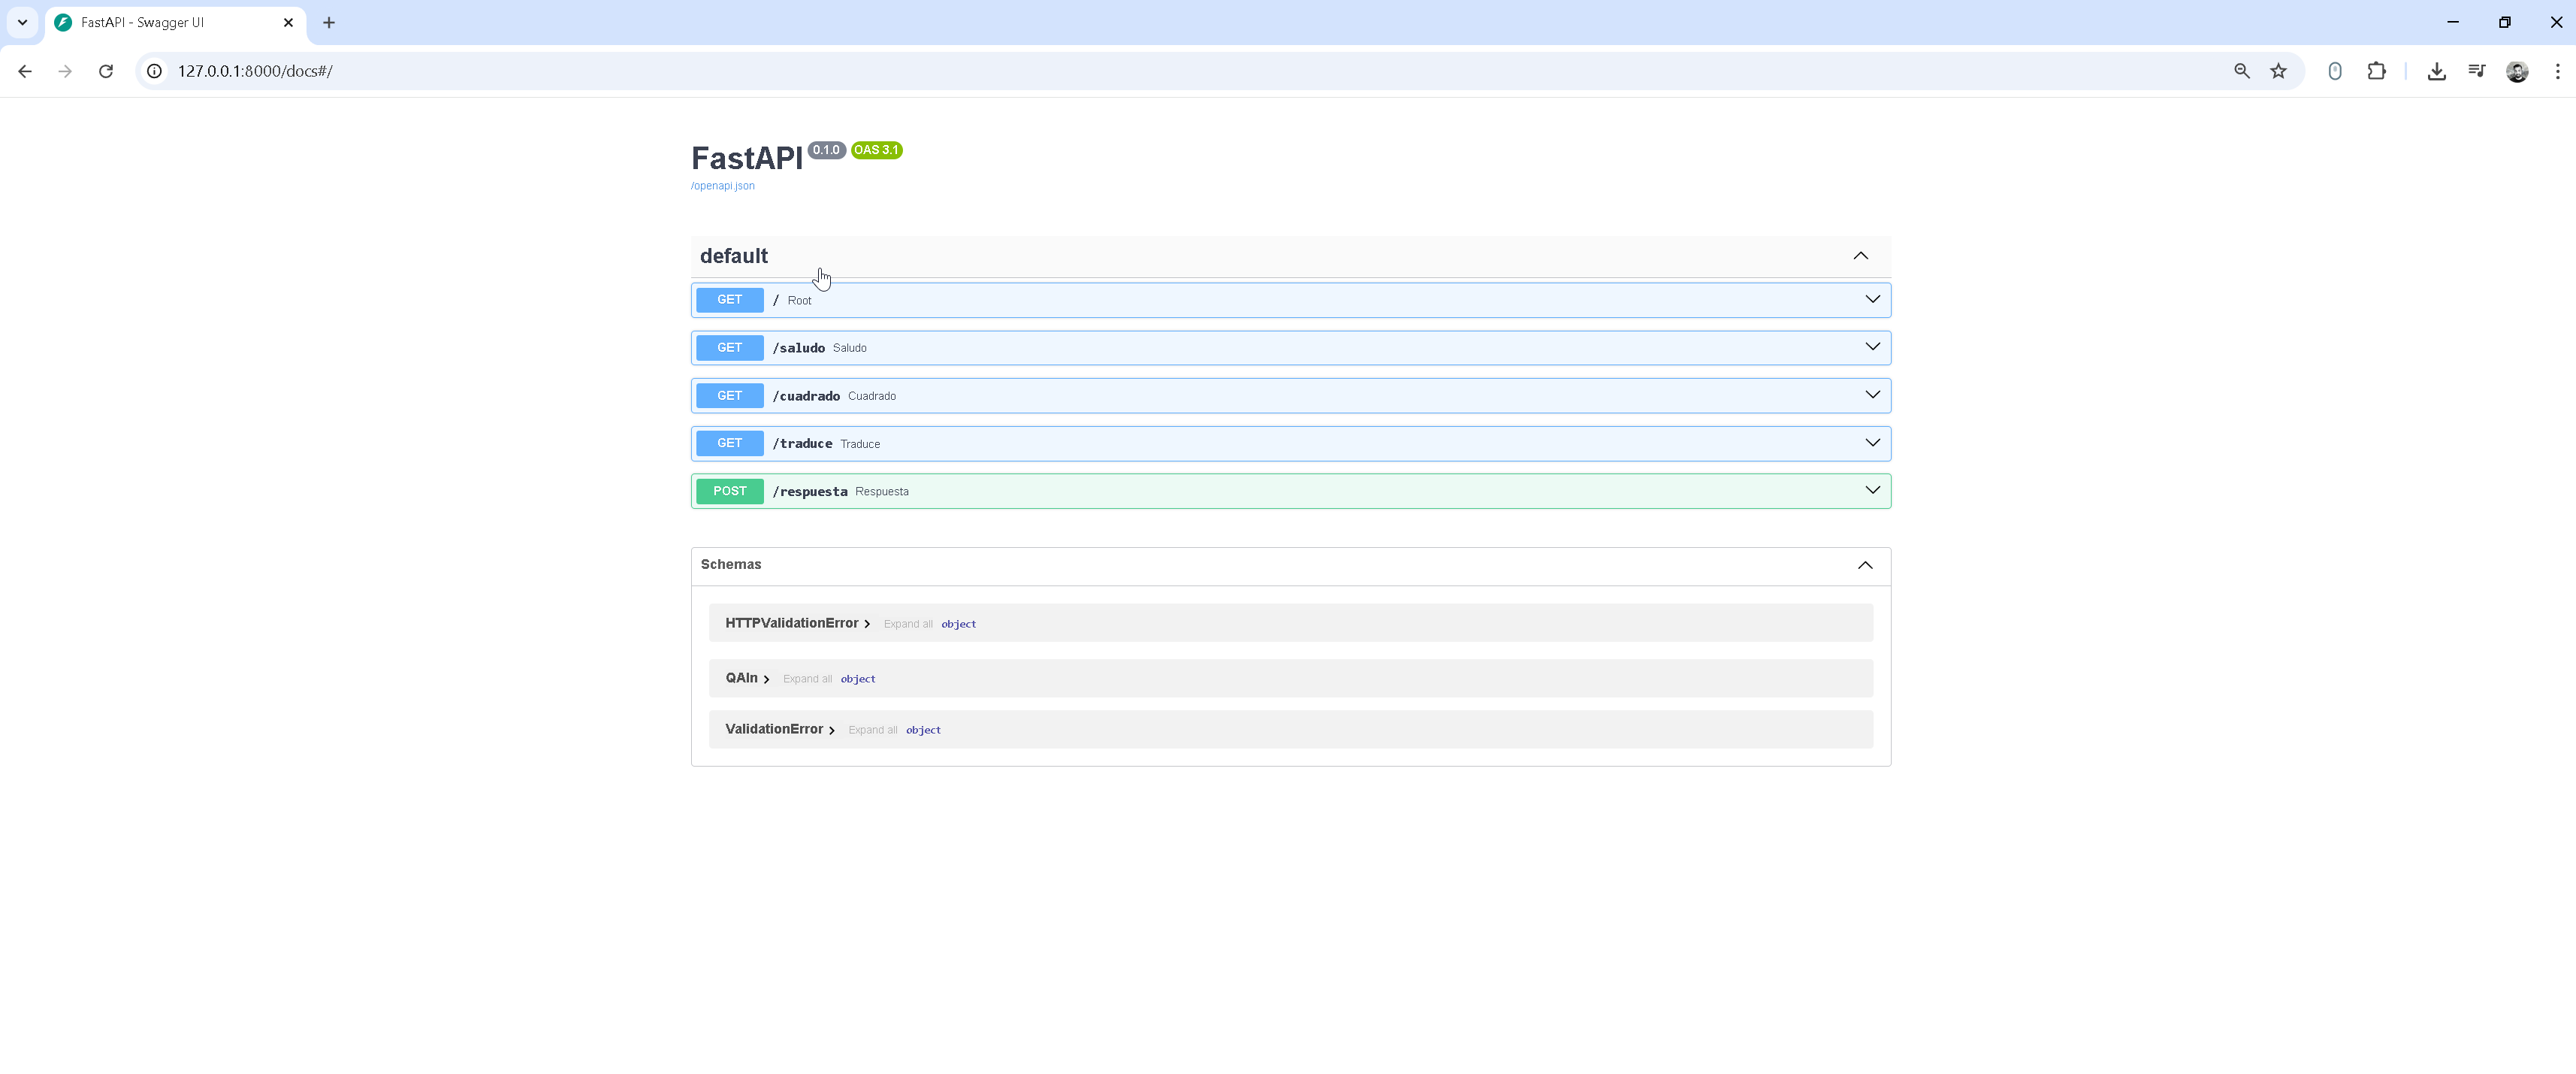 FastAPI - Swagger UI
127.0.0.1:8000/docs#/
FastAPI 0.1.0 OAS 3.1
/openapi.json
default
GET / Root
GET /saludo Saludo
GET /cuadrado Cuadrado
GET /traduce Traduce
POST /respuesta Respuesta
Schemas
HTTPValidationError Expand all object
QAIn Expand all object
ValidationError Expand all object